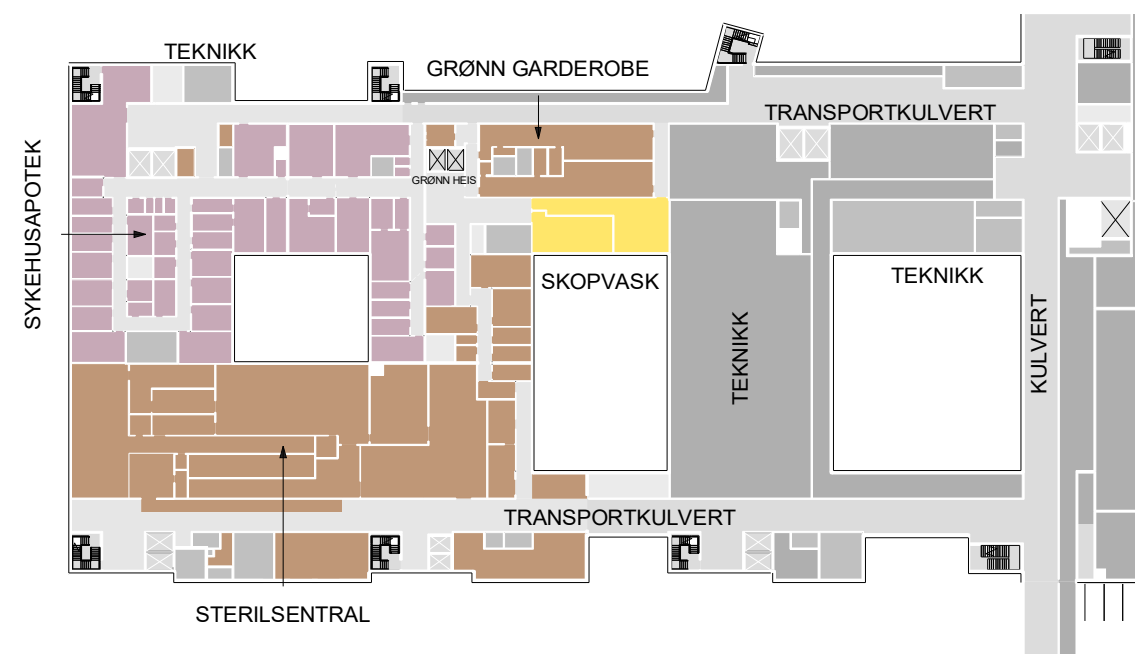 TEKNIKK
GRØNN GARDEROBE
TRANSPORTKULVERT
GRØNN HEIS
SYKEHUSAPOTEK
SKOPVASK
TEKNIKK
TEKNIKK
KULVERT
TRANSPORTKULVERT
STERILSENTRAL